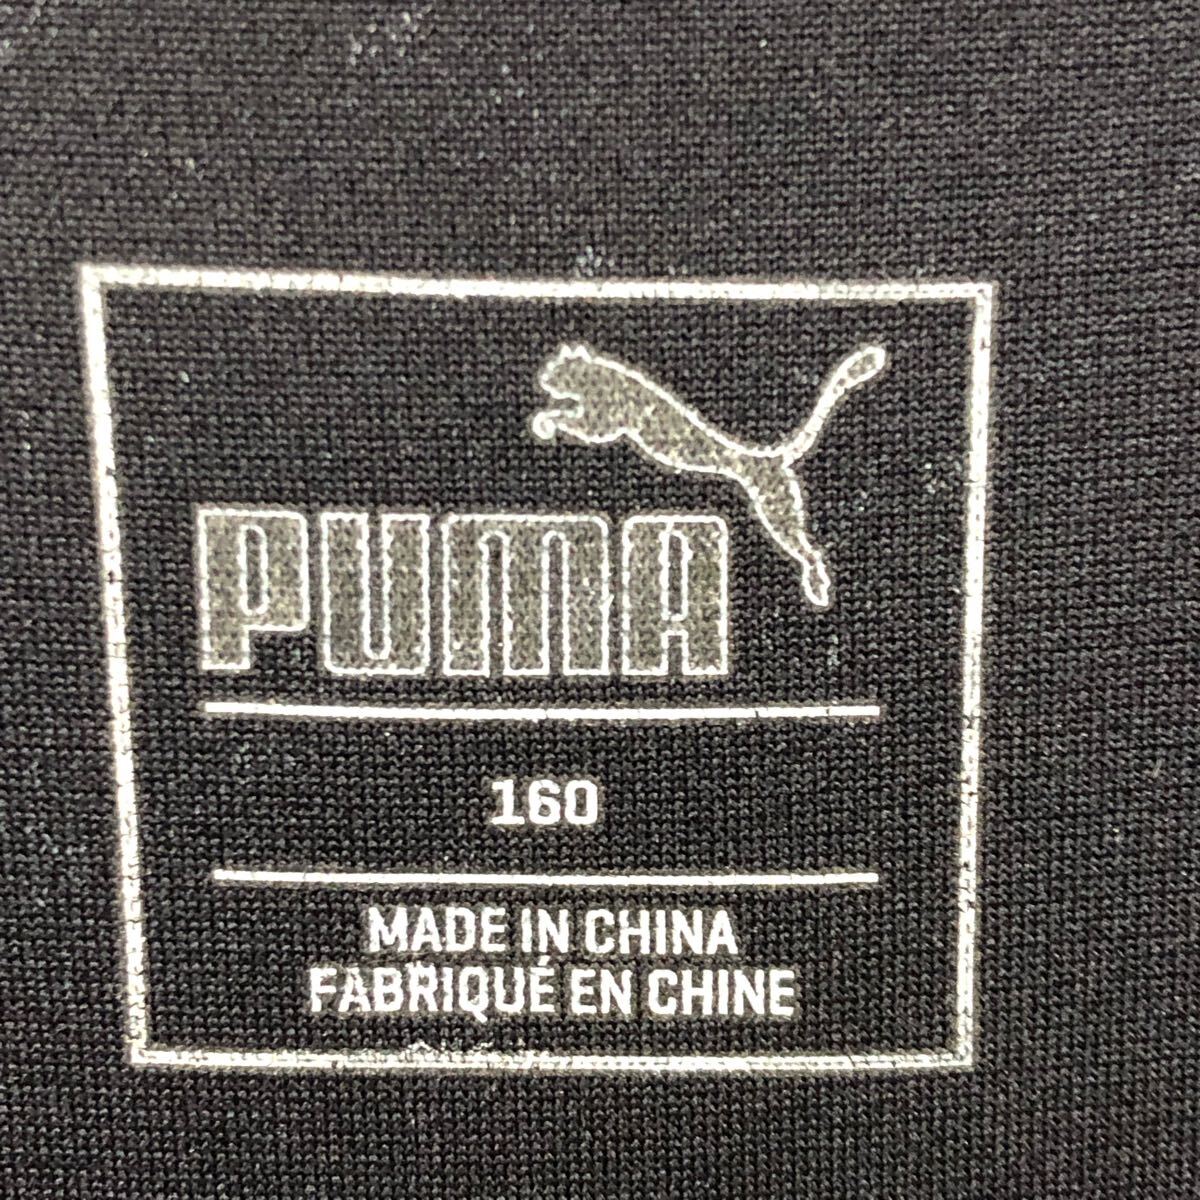 PUMA
160
MADE IN CHINA
FABRIQUÉ EN CHINE